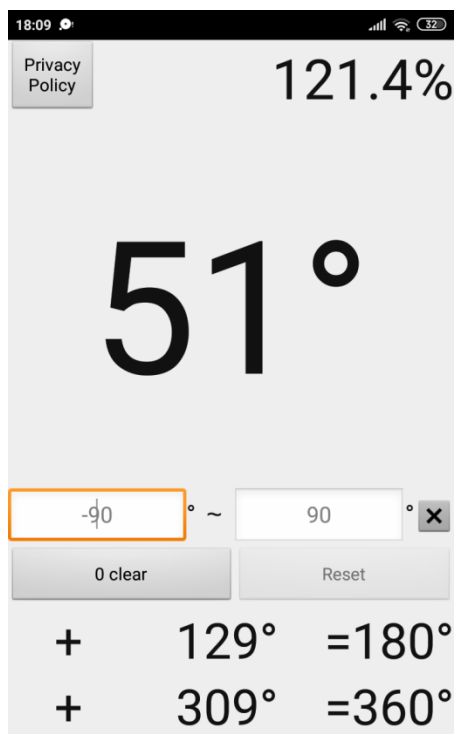 18:09 32
Privacy
Policy
121.4%
51°
-90 ° ~ 90 °
0 clear Reset
+ 129° =180°
+ 309° =360°